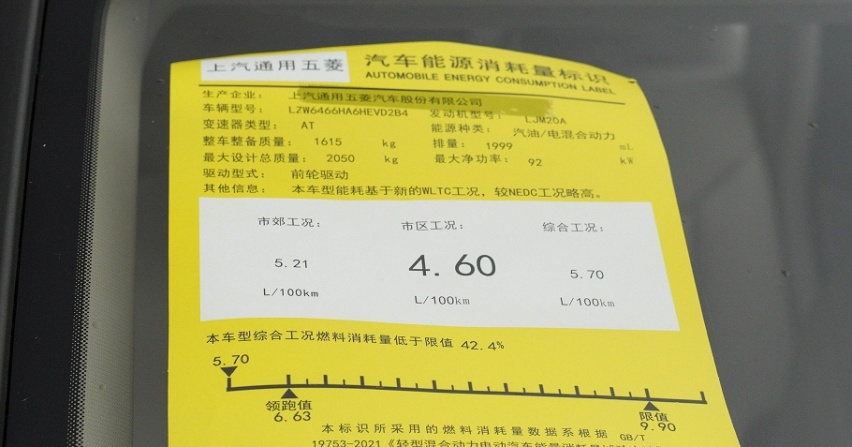 上汽通用五菱 汽车能源消耗量标识
AUTOMOBILE ENERGY CONSUMPTION LABEL
生产企业： 上汽通用五菱汽车股份有限公司
车辆型号： LZW6466HA6HEVD2B4 发动机型号： LJM20A
变速器类型： AT 能源种类： 汽油/电混合动力
整车整备质量： 1615 kg 排量： 1999 mL
最大设计总质量： 2050 kg 最大净功率： 92 kW
驱动型式： 前轮驱动
其他信息： 本车型能耗基于新的WLTC工况，较NEDC工况略高。
市郊工况： 市区工况： 综合工况：
5.21 4.60 5.70
L/100km L/100km L/100km
本车型综合工况燃料消耗量低于限值 42.4%
5.70
领跑值 限值
6.63 9.90
本标识所采用的燃料消耗量数据系根据 GB/T
19753-2021《轻型混合动力电动汽车能量消耗量试验